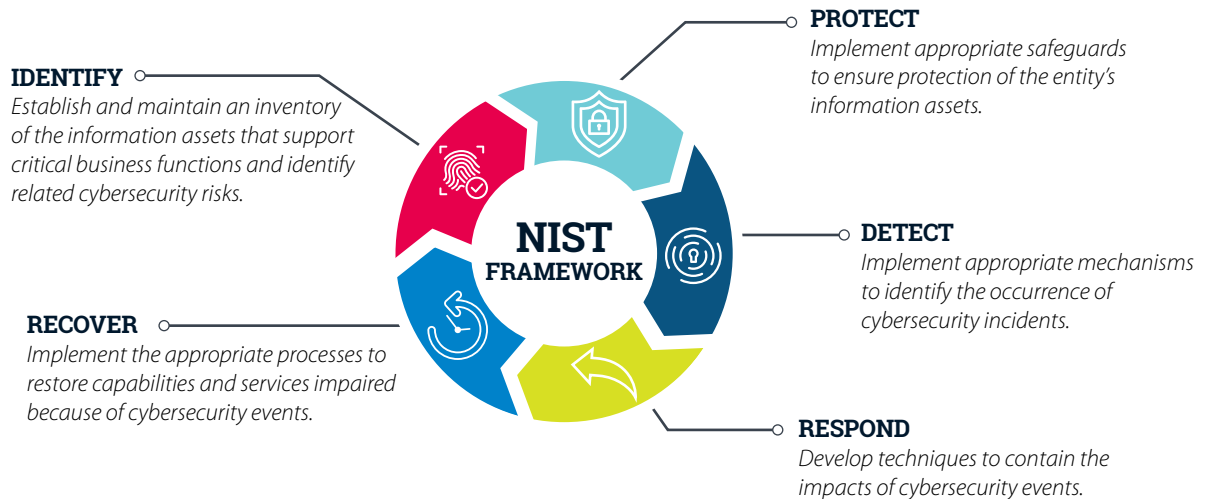 IDENTIFY
Establish and maintain an inventory
of the information assets that support
critical business functions and identify
related cybersecurity risks.
PROTECT
Implement appropriate safeguards
to ensure protection of the entity’s
information assets.
NIST
FRAMEWORK
DETECT
Implement appropriate mechanisms
to identify the occurrence of
cybersecurity incidents.
RESPOND
Develop techniques to contain the
impacts of cybersecurity events.
RECOVER
Implement the appropriate processes to
restore capabilities and services impaired
because of cybersecurity events.